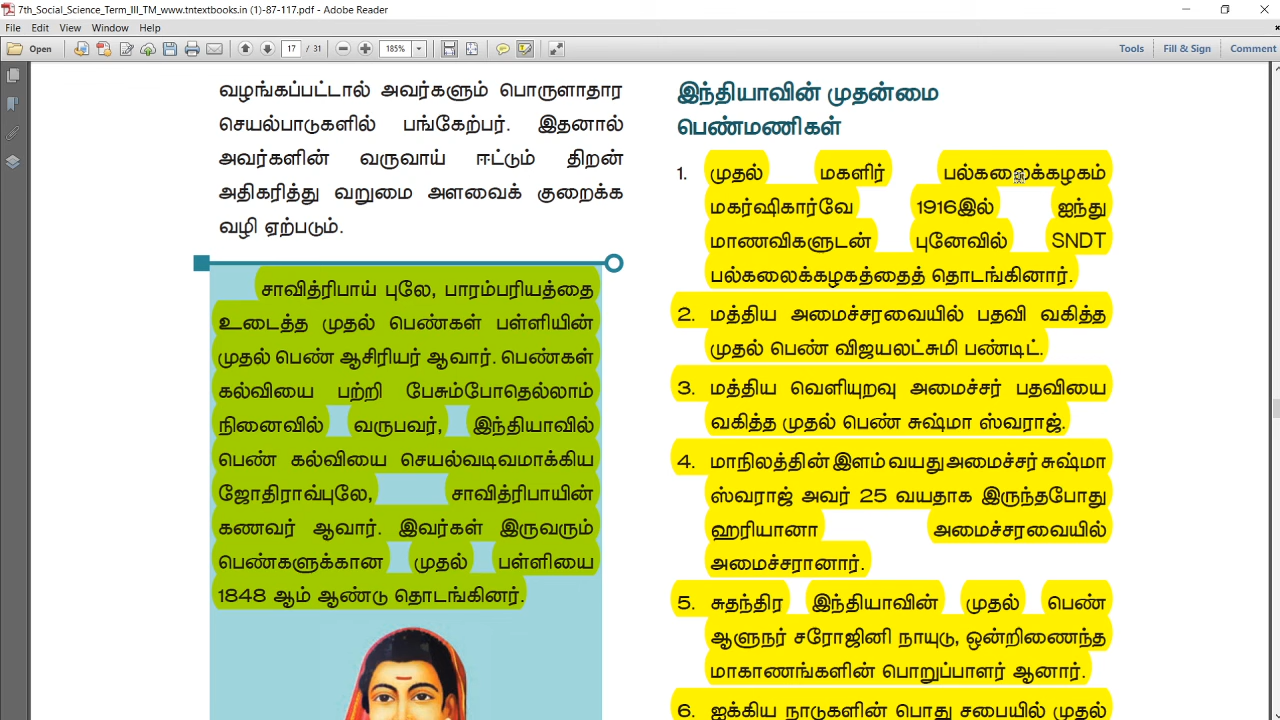 7th_Social_Science_Term_III_TM_www.tntextbooks.in (1)-87-117.pdf - Adobe Reader
File Edit View Window Help
Open 17 / 31 185% Tools Fill & Sign Comment
வழங்கப்பட்டால் அவர்களும் பொருளாதார
செயல்பாடுகளில் பங்கேற்பர். இதனால்
அவர்களின் வருவாய் ஈட்டும் திறன்
அதிகரித்து வறுமை அளவைக் குறைக்க
வழி ஏற்படும்.
சாவித்ரிபாய் புலே, பாரம்பரியத்தை
உடைத்த முதல் பெண்கள் பள்ளியின்
முதல் பெண் ஆசிரியர் ஆவார். பெண்கள்
கல்வியை பற்றி பேசும்போதெல்லாம்
நினைவில் வருபவர், இந்தியாவில்
பெண் கல்வியை செயல்வடிவமாக்கிய
ஜோதிராவ்புலே, சாவித்ரிபாயின்
கணவர் ஆவார். இவர்கள் இருவரும்
பெண்களுக்கான முதல் பள்ளியை
1848 ஆம் ஆண்டு தொடங்கினர்.
இந்தியாவின் முதன்மை
பெண்மணிகள்
1. முதல் மகளிர் பல்கலைக்கழகம்
மகர்ஷிகார்வே 1916இல் ஐந்து
மாணவிகளுடன் புனேவில் SNDT
பல்கலைக்கழகத்தைத் தொடங்கினார்.
2. மத்திய அமைச்சரவையில் பதவி வகித்த
முதல் பெண் விஜயலட்சுமி பண்டிட்.
3. மத்திய வெளியுறவு அமைச்சர் பதவியை
வகித்த முதல் பெண் சுஷ்மா ஸ்வராஜ்.
4. மாநிலத்தின் இளம் வயது அமைச்சர் சுஷ்மா
ஸ்வராஜ் அவர் 25 வயதாக இருந்தபோது
ஹரியானா அமைச்சரவையில்
அமைச்சரானார்.
5. சுதந்திர இந்தியாவின் முதல் பெண்
ஆளுநர் சரோஜினி நாயுடு, ஒன்றிணைந்த
மாகாணங்களின் பொறுப்பாளர் ஆனார்.
6. ஐக்கிய நாடுகளின் பொது சபையில் முதல்